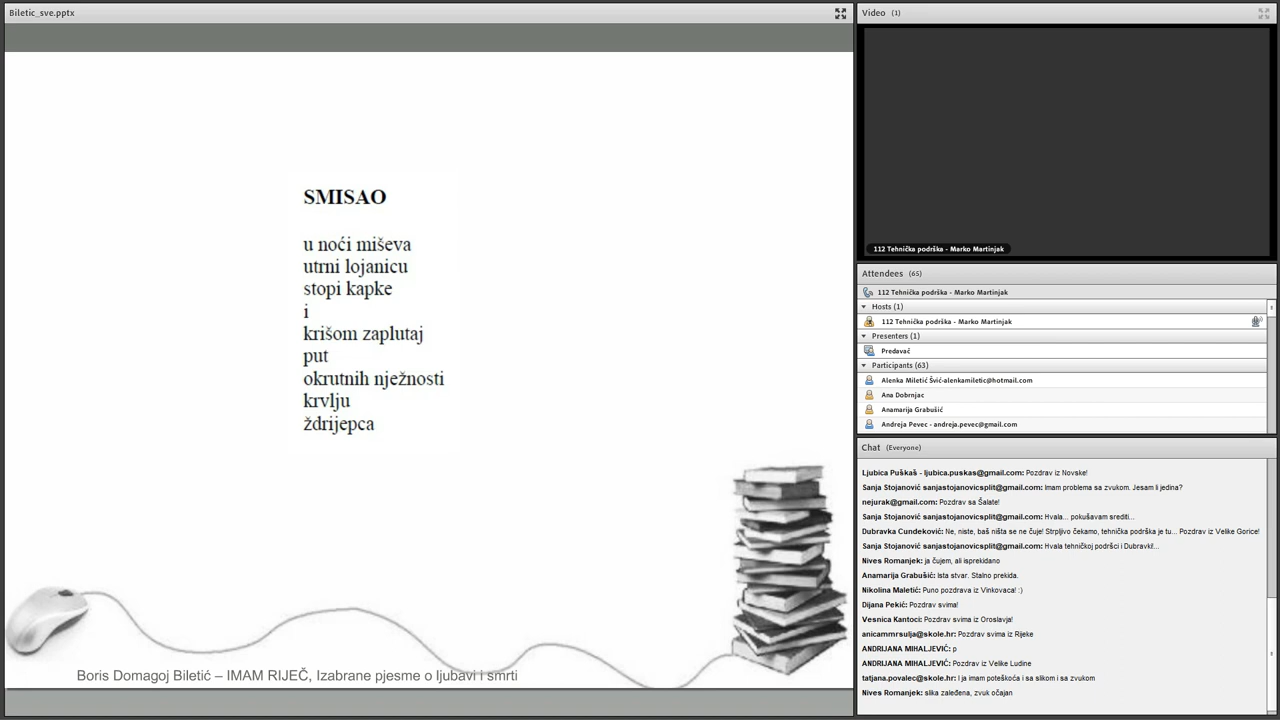 Biletic_sve.pptx
SMISAO
u noći miševa
utrni lojanicu
stopi kapke
i
krišom zaplutaj
put
okrutnih nježnosti
krvlju
ždrijepca
Boris Domagoj Biletić – IMAM RIJEČ, Izabrane pjesme o ljubavi i smrti
Video (1)
112 Tehnička podrška - Marko Martinjak
Attendees (65)
112 Tehnička podrška - Marko Martinjak
Hosts (1)
112 Tehnička podrška - Marko Martinjak
Presenters (1)
Predavač
Participants (63)
Alenka Miletić Švić-alenkamiletic@hotmail.com
Ana Dobrnjac
Anamarija Grabušić
Andreja Pevec - andreja.pevec@gmail.com
Chat (Everyone)
Ljubica Puškaš - ljubica.puskas@gmail.com: Pozdrav iz Novske!
Sanja Stojanović sanjastojanovicsplit@gmail.com: Imam problema sa zvukom. Jesam li jedina?
nejurak@gmail.com: Pozdrav sa Šalate!
Sanja Stojanović sanjastojanovicsplit@gmail.com: Hvala... pokušavam srediti...
Dubravka Cundeković: Ne, niste, baš ništa se ne čuje! Strpljivo čekamo, tehnička podrška je tu... Pozdrav iz Velike Gorice!
Sanja Stojanović sanjastojanovicsplit@gmail.com: Hvala tehničkoj podršci i Dubravki!...
Nives Romanjek: ja čujem, ali isprekidano
Anamarija Grabušić: Ista stvar. Stalno prekida.
Nikolina Maletić: Puno pozdrava iz Vinkovaca! :)
Dijana Pekić: Pozdrav svima!
Vesnica Kantoci: Pozdrav svima iz Oroslavja!
anicammrsulja@skole.hr: Pozdrav svima iz Rijeke
ANDRIJANA MIHALJEVIĆ: p
ANDRIJANA MIHALJEVIĆ: Pozdrav iz Velike Ludine
tatjana.povalec@skole.hr: I ja imam poteškoća i sa slikom i sa zvukom
Nives Romanjek: slika zaleđena, zvuk očajan